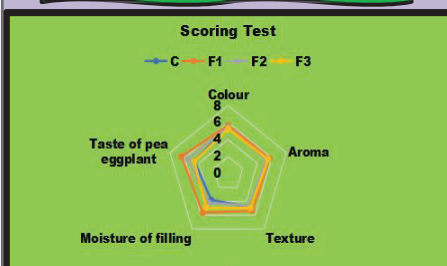 Scoring Test
C F1 F2 F3
Colour
8
6
4
2
0
Aroma
Texture
Moisture of filling
Taste of pea
eggplant